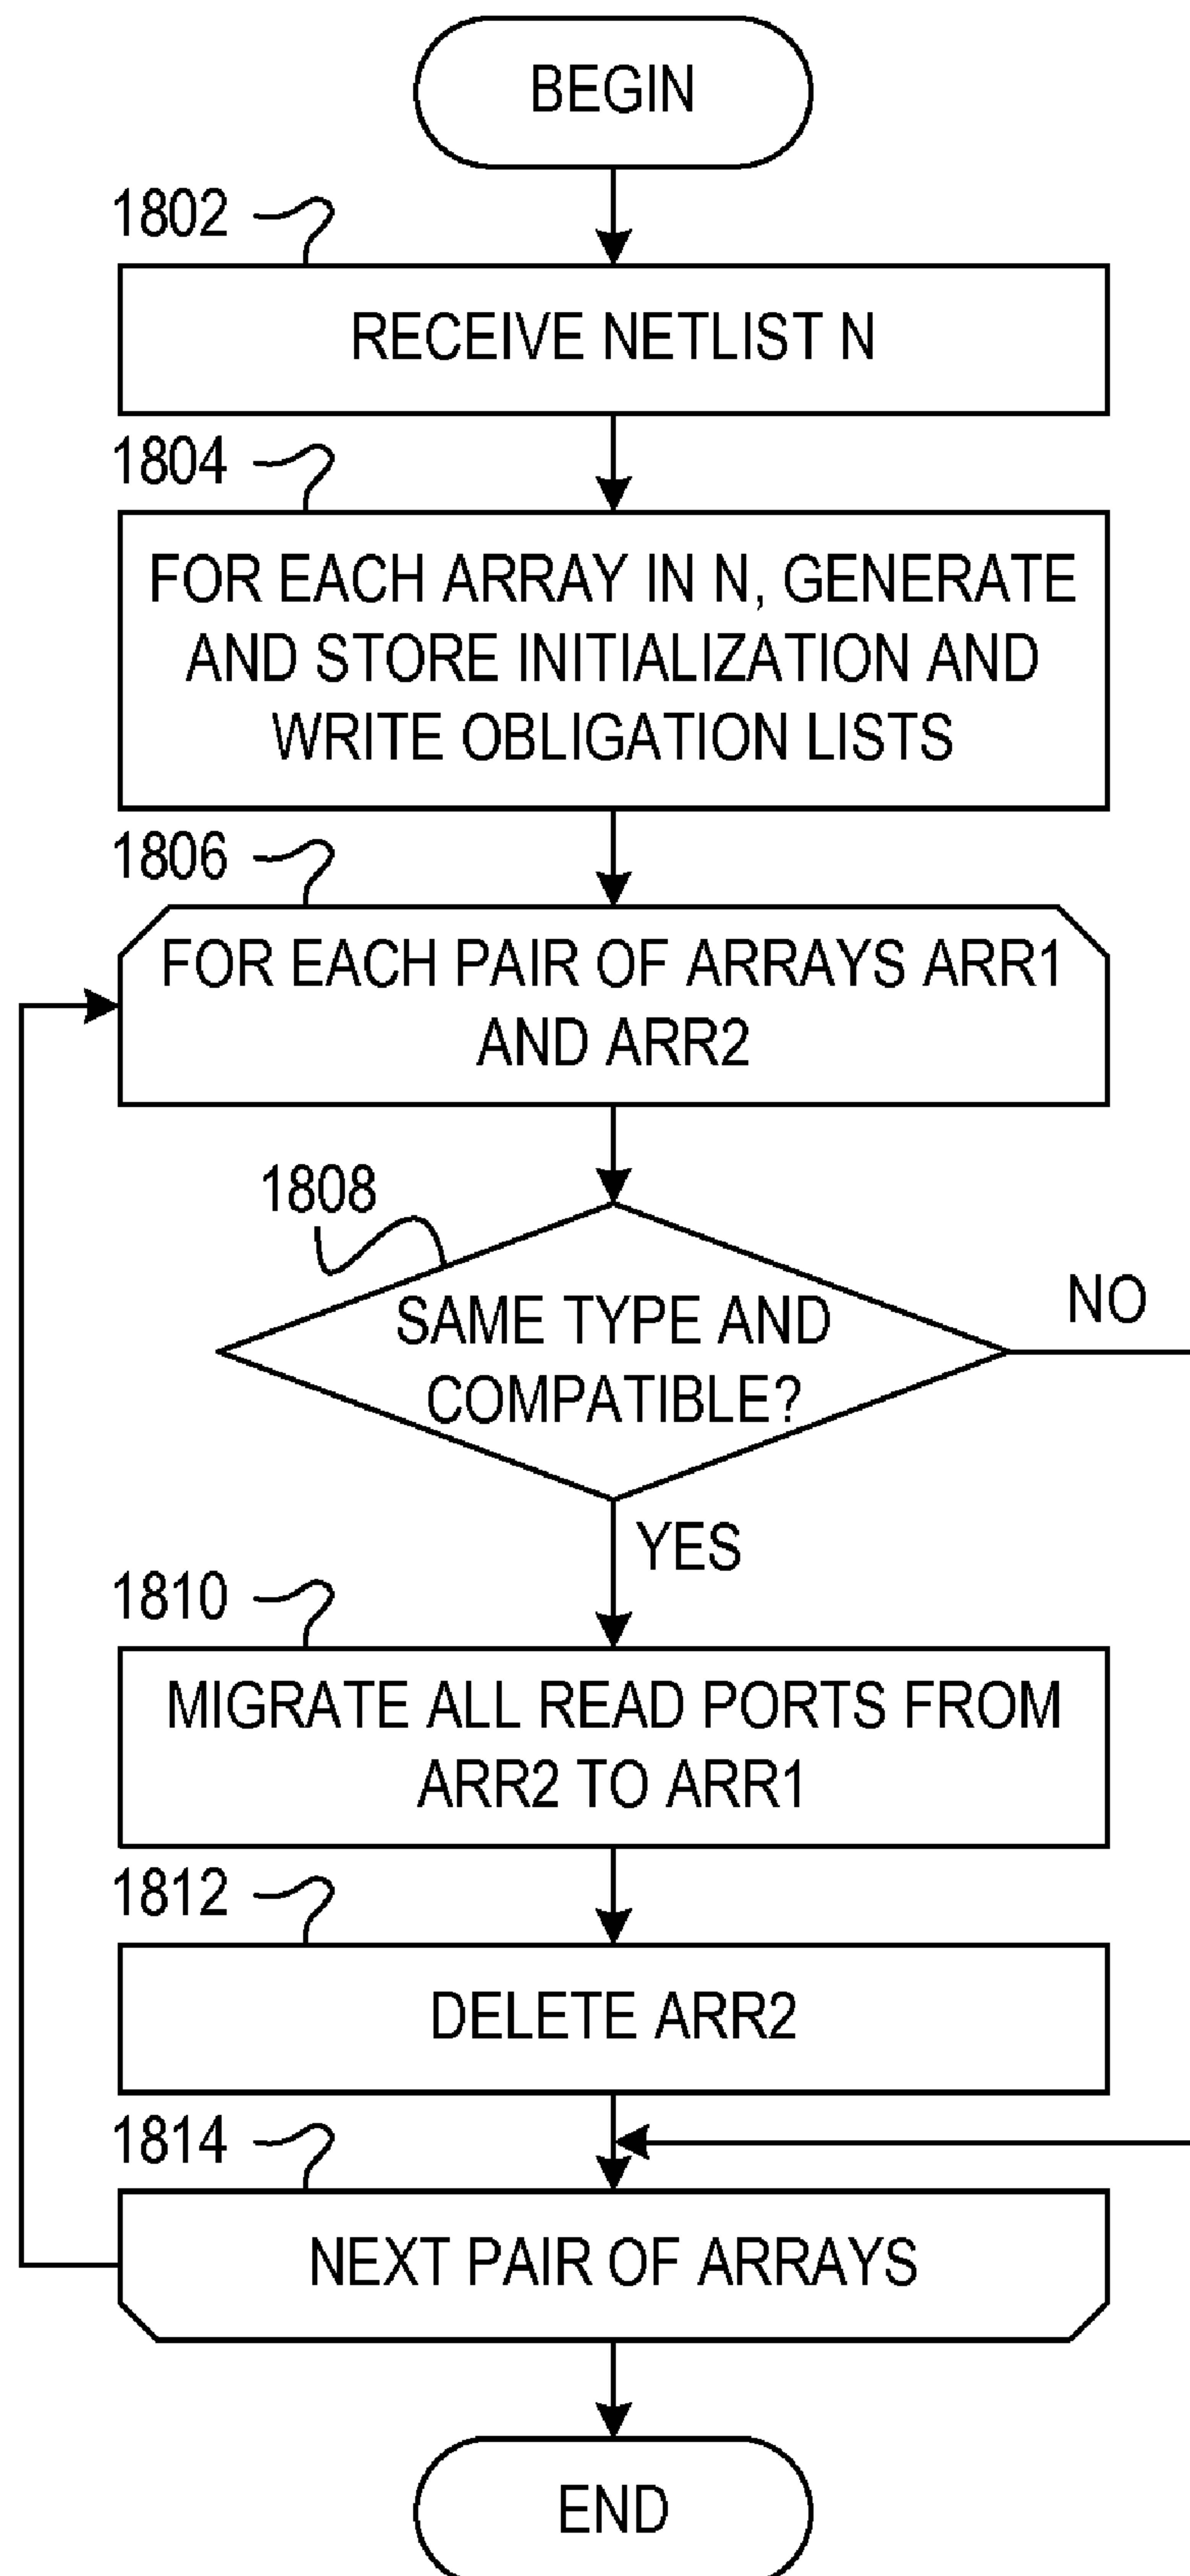 BEGIN
1802
RECEIVE NETLIST N
1804
FOR EACH ARRAY IN N, GENERATE
AND STORE INITIALIZATION AND
WRITE OBLIGATION LISTS
1806
FOR EACH PAIR OF ARRAYS ARR1
AND ARR2
1808
SAME TYPE AND
COMPATIBLE?
NO
YES
1810
MIGRATE ALL READ PORTS FROM
ARR2 TO ARR1
1812
DELETE ARR2
1814
NEXT PAIR OF ARRAYS
END